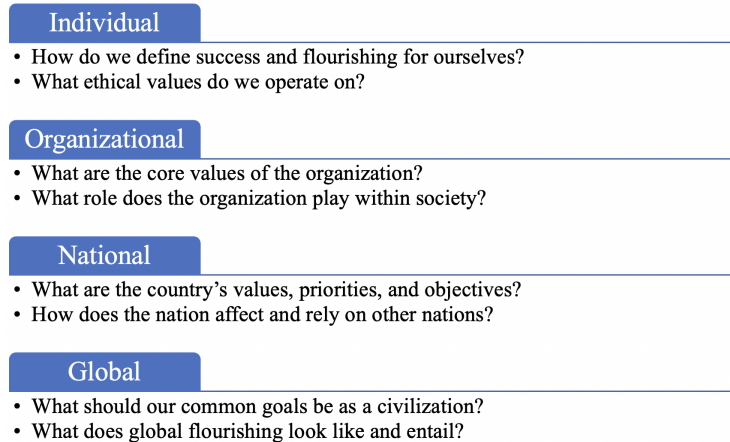 Individual
• How do we define success and flourishing for ourselves?
• What ethical values do we operate on?
Organizational
• What are the core values of the organization?
• What role does the organization play within society?
National
• What are the country’s values, priorities, and objectives?
• How does the nation affect and rely on other nations?
Global
• What should our common goals be as a civilization?
• What does global flourishing look like and entail?